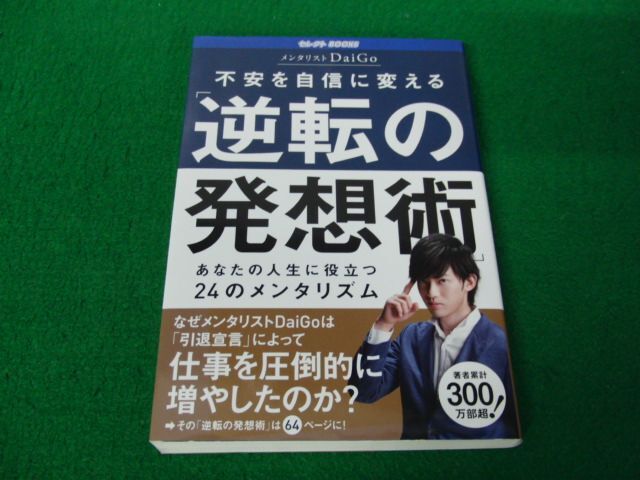 セレクト BOOKS
メンタリストDaiGo
不安を自信に変える
「逆転の
発想術」
あなたの人生に役立つ
24のメンタリズム
なぜメンタリストDaiGoは
「引退宣言」によって
仕事を圧倒的に
増やしたのか?
➡その「逆転の発想術」は64ページに!
著者累計
300
万部超!